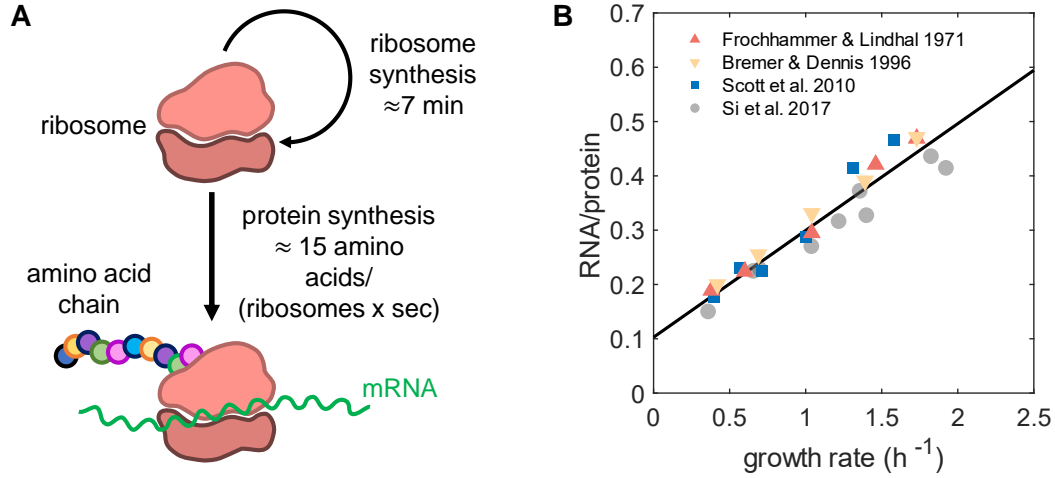 A
ribosome
synthesis
≈7 min
ribosome
protein synthesis
≈ 15 amino
acids/
(ribosomes x sec)
amino acid
chain
mRNA
B
Frochhammer & Lindhal 1971
Bremer & Dennis 1996
Scott et al. 2010
Si et al. 2017
RNA/protein
0.7
0.6
0.5
0.4
0.3
0.2
0.1
0
0 0.5 1 1.5 2 2.5
growth rate (h ⁻¹)